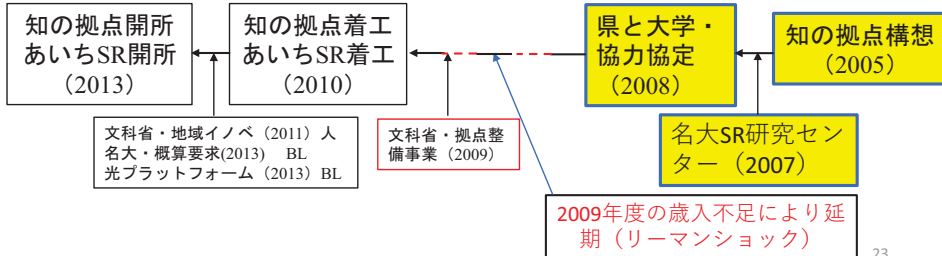 知の拠点開所
あいちSR開所
（2013）
知の拠点着工
あいちSR着工
（2010）
県と大学・
協力協定
（2008）
知の拠点構想
（2005）
文科省・地域イノベ（2011）人
名大・概算要求(2013)　BL
光プラットフォーム（2013）BL
文科省・拠点整
備事業（2009）
名大SR研究セン
ター（2007）
2009年度の歳入不足により延
期（リーマンショック）
23